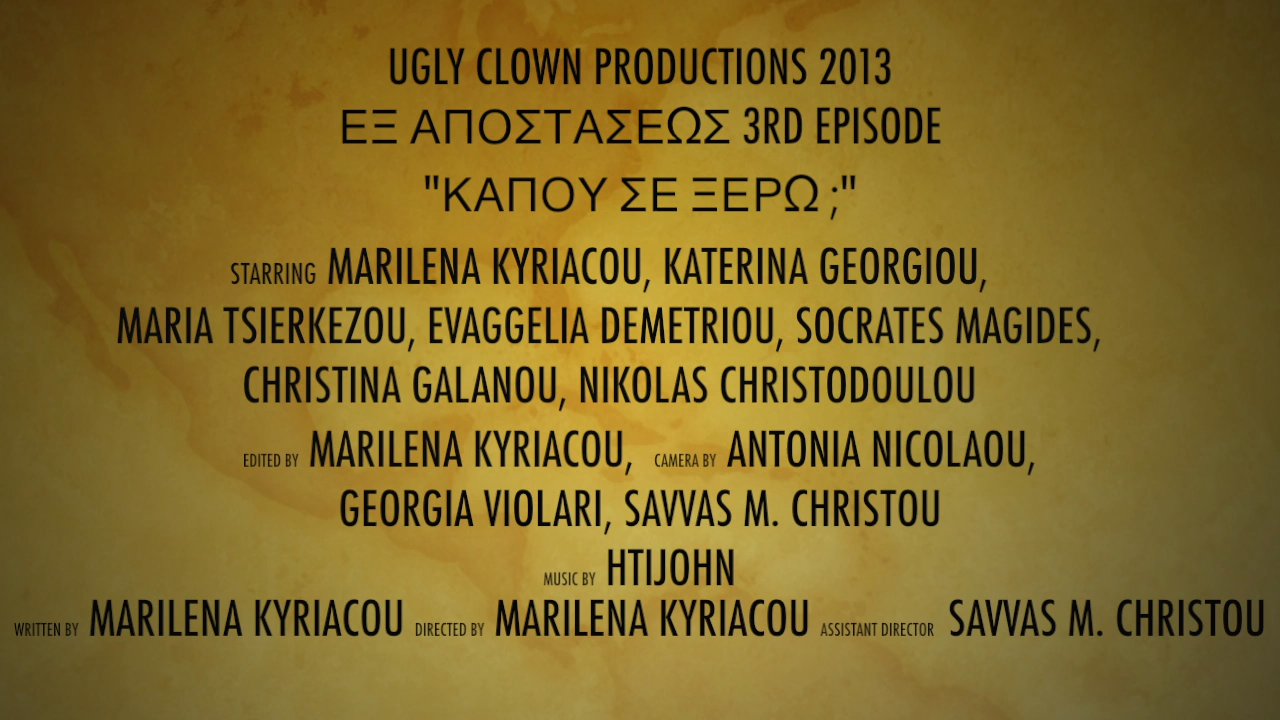 UGLY CLOWN PRODUCTIONS 2013
ΕΞ ΑΠΟΣΤΑΣΕΩΣ 3RD EPISODE
"ΚΑΠΟΥ ΣΕ ΞΕΡΩ ;"
STARRING MARILENA KYRIACOU, KATERINA GEORGIOU,
MARIA TSIERKEZOU, EVAGGELIA DEMETRIOU, SOCRATES MAGIDES,
CHRISTINA GALANOU, NIKOLAS CHRISTODOULOU
EDITED BY MARILENA KYRIACOU, CAMERA BY ANTONIA NICOLAOU,
GEORGIA VIOLARI, SAVVAS M. CHRISTOU
MUSIC BY HTIJOHN
WRITTEN BY MARILENA KYRIACOU DIRECTED BY MARILENA KYRIACOU ASSISTANT DIRECTOR SAVVAS M. CHRISTOU